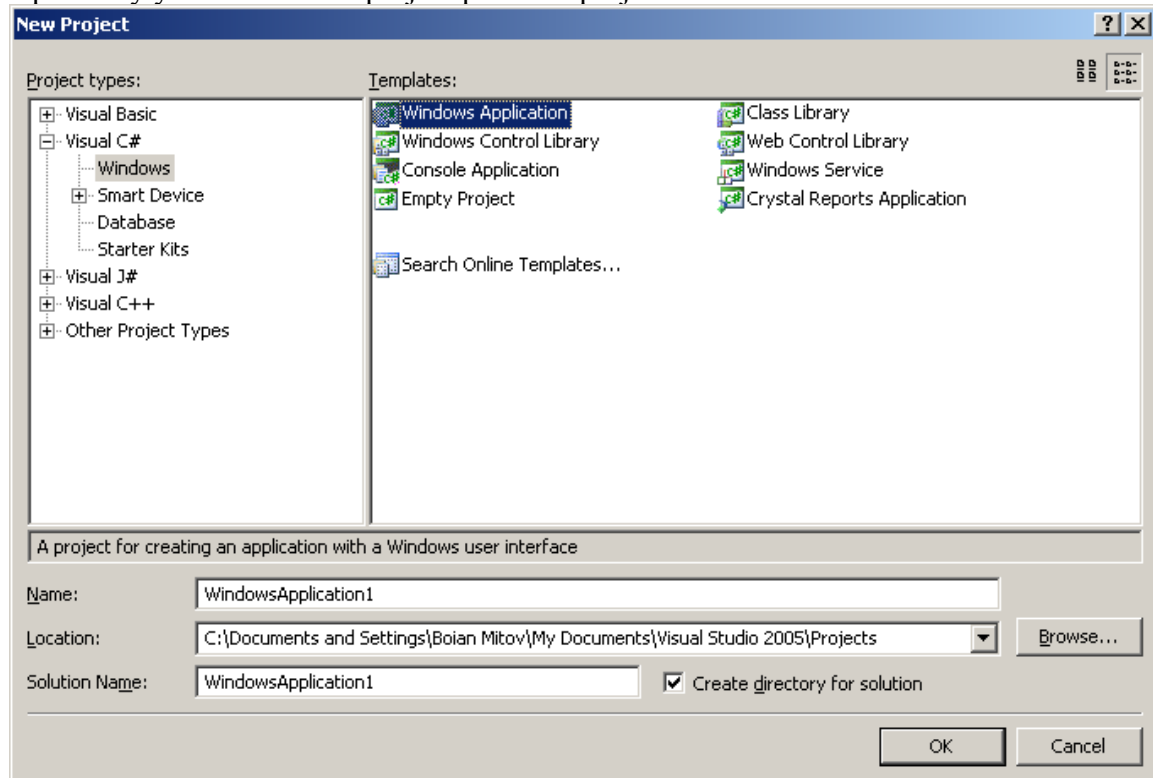 New Project
Project types:
Templates:
Visual Basic
Visual C#
Windows
Smart Device
Database
Starter Kits
Visual J#
Visual C++
Other Project Types
Windows Application
Class Library
Windows Control Library
Web Control Library
Console Application
Windows Service
Empty Project
Crystal Reports Application
Search Online Templates...
A project for creating an application with a Windows user interface
Name:
WindowsApplication1
Location:
C:\Documents and Settings\Boian Mitov\My Documents\Visual Studio 2005\Projects
Browse...
Solution Name:
WindowsApplication1
Create directory for solution
OK
Cancel